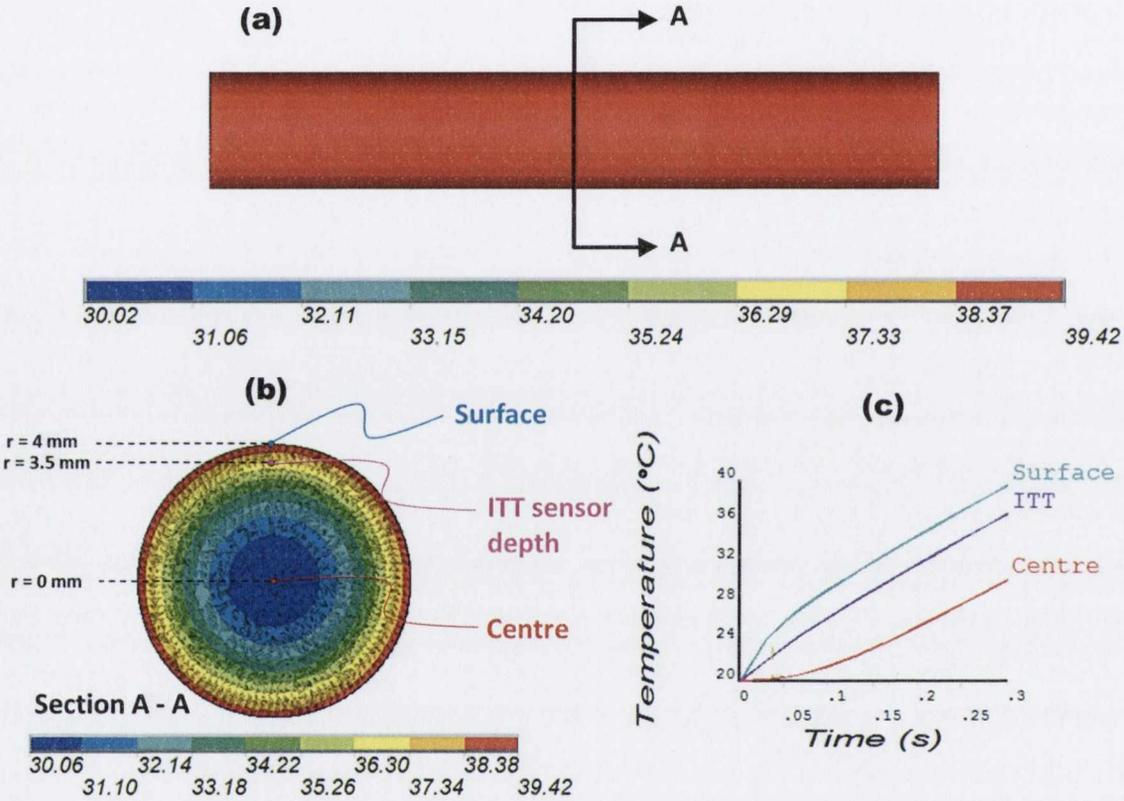 (a)
A
A
30.02 32.11 34.20 36.29 38.37
31.06 33.15 35.24 37.33 39.42
(b)
Surface
r = 4 mm
r = 3.5 mm
ITT sensor
depth
r = 0 mm
Centre
Section A - A
30.06 32.14 34.22 36.30 38.38
31.10 33.18 35.26 37.34 39.42
(c)
Temperature (°C)
40
36
32
28
24
20
Surface
ITT
Centre
0 .1 .2 .3
.05 .15 .25
Time (s)